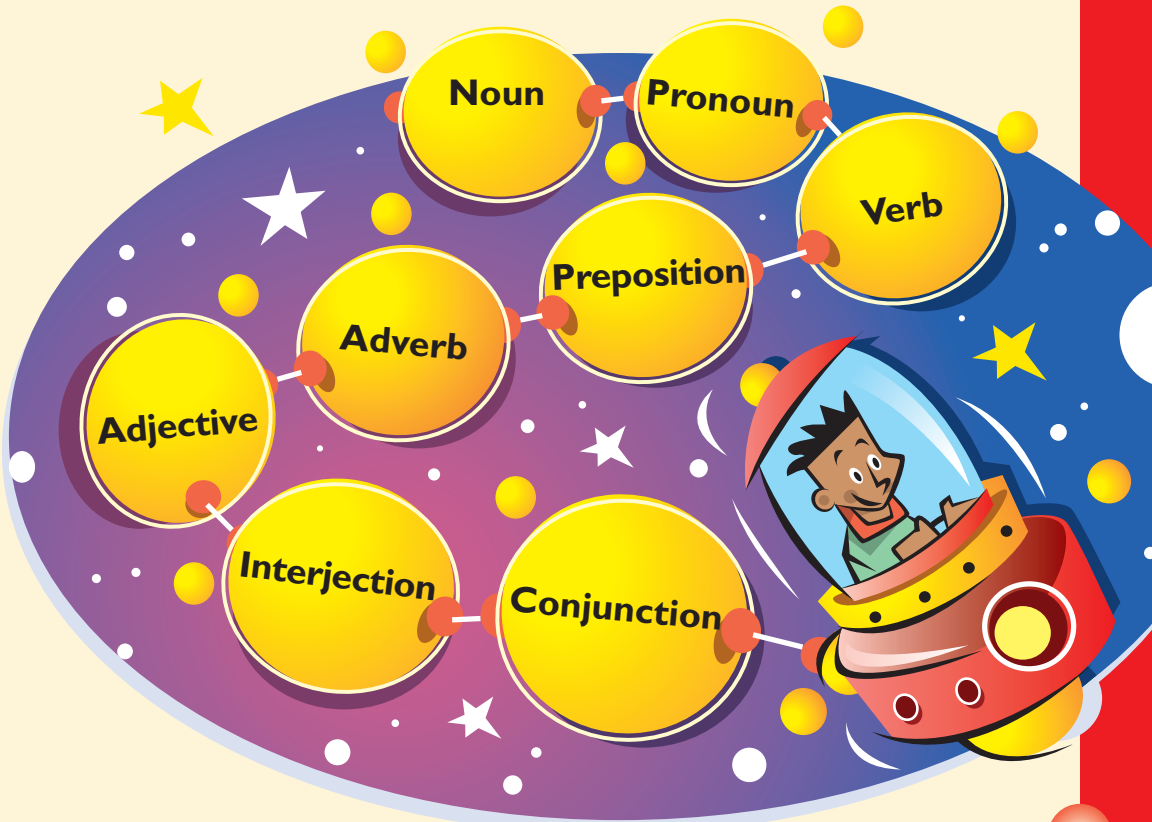 Noun
Pronoun
Verb
Preposition
Adverb
Adjective
Interjection
Conjunction